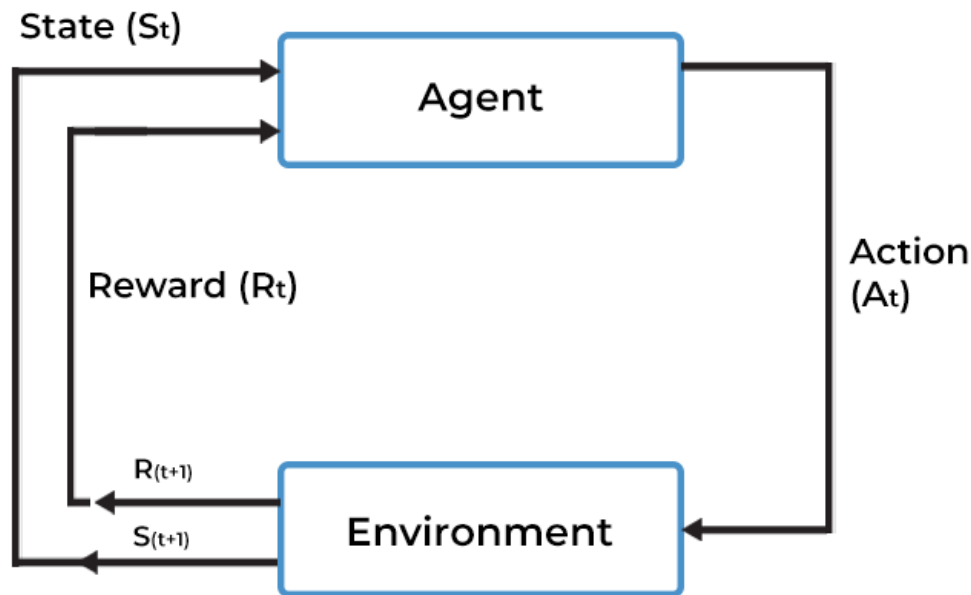 State (St)
Agent
Action
(At)
Reward (Rt)
R(t+1)
S(t+1)
Environment